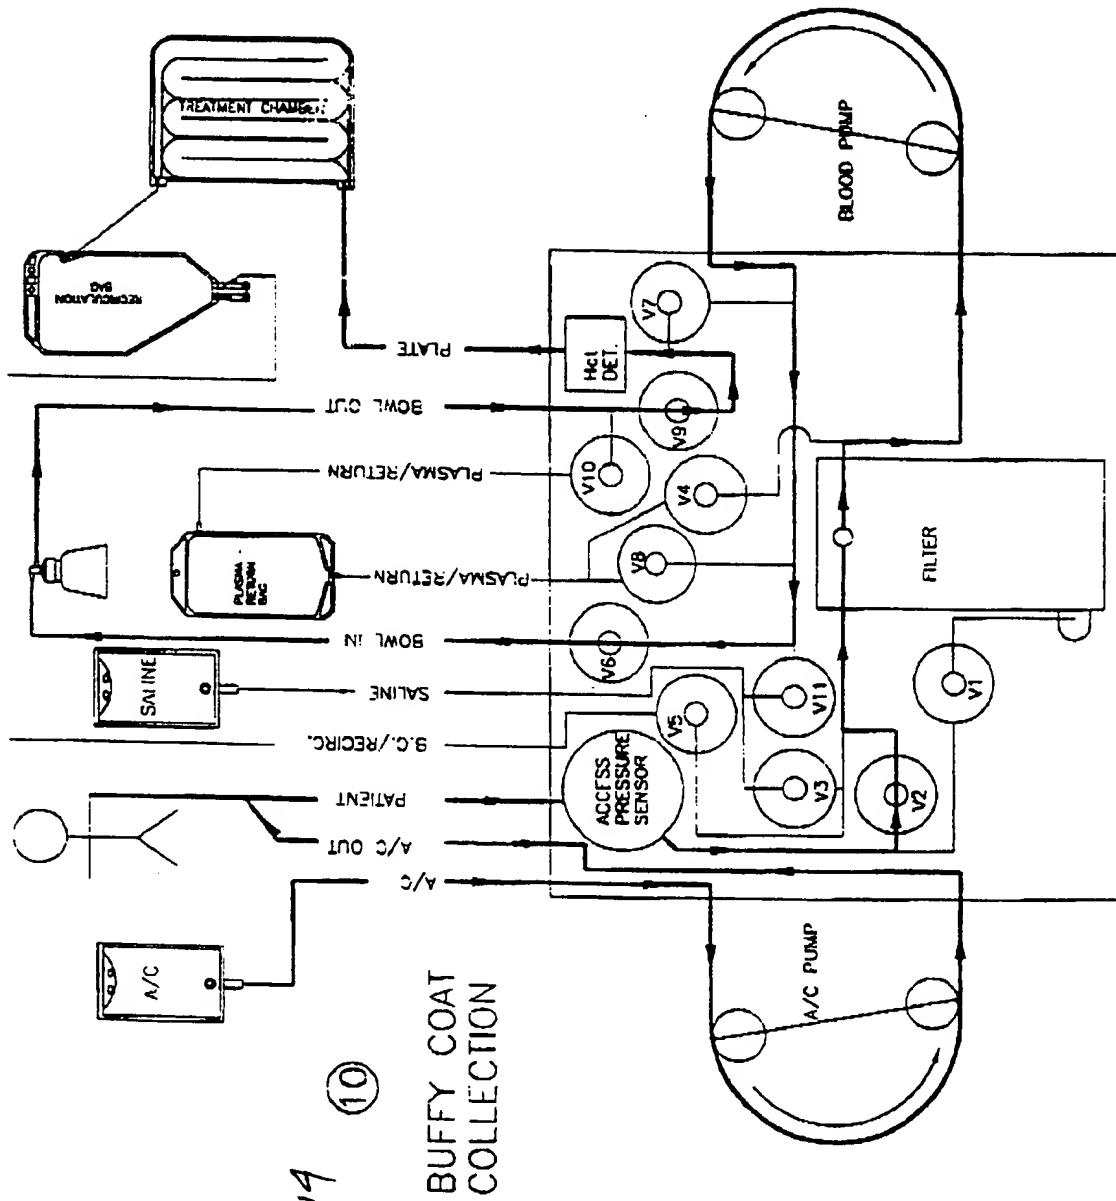 TREATMENT CHAMBER
RECIRCULATION
BAG
PLATE
BOWL OUT
PLASMA/RETURN
PLASMA
RETURN
BAG
PLASMA/RETURN
BOWL IN
SALINE
SALINE
B.C./RECIRC.
PATIENT
A/C OUT
A/C
A/C
BLOOD PUMP
V7
Hct
DET.
V9
V10
V4
V8
V6
FILTER
V5
V11
V3
V1
V2
ACCESS
PRESSURE
SENSOR
A/C PUMP
10
BUFFY COAT
COLLECTION